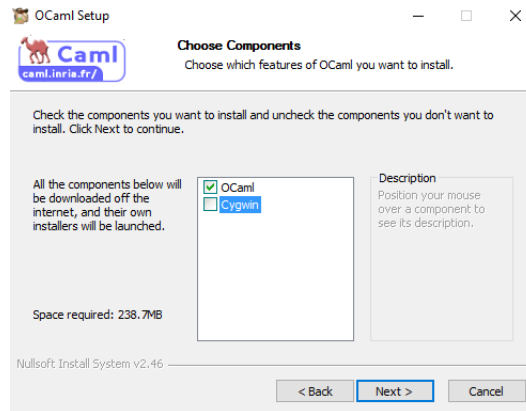 OCaml Setup
Caml
caml.inria.fr/
Choose Components
Choose which features of OCaml you want to install.
Check the components you want to install and uncheck the components you don't want to
install. Click Next to continue.
All the components below will
be downloaded off the
internet, and their own
installers will be launched.
OCaml
Cygwin
Description
Position your mouse
over a component to
see its description.
Space required: 238.7MB
Nullsoft Install System v2.46
< Back
Next >
Cancel